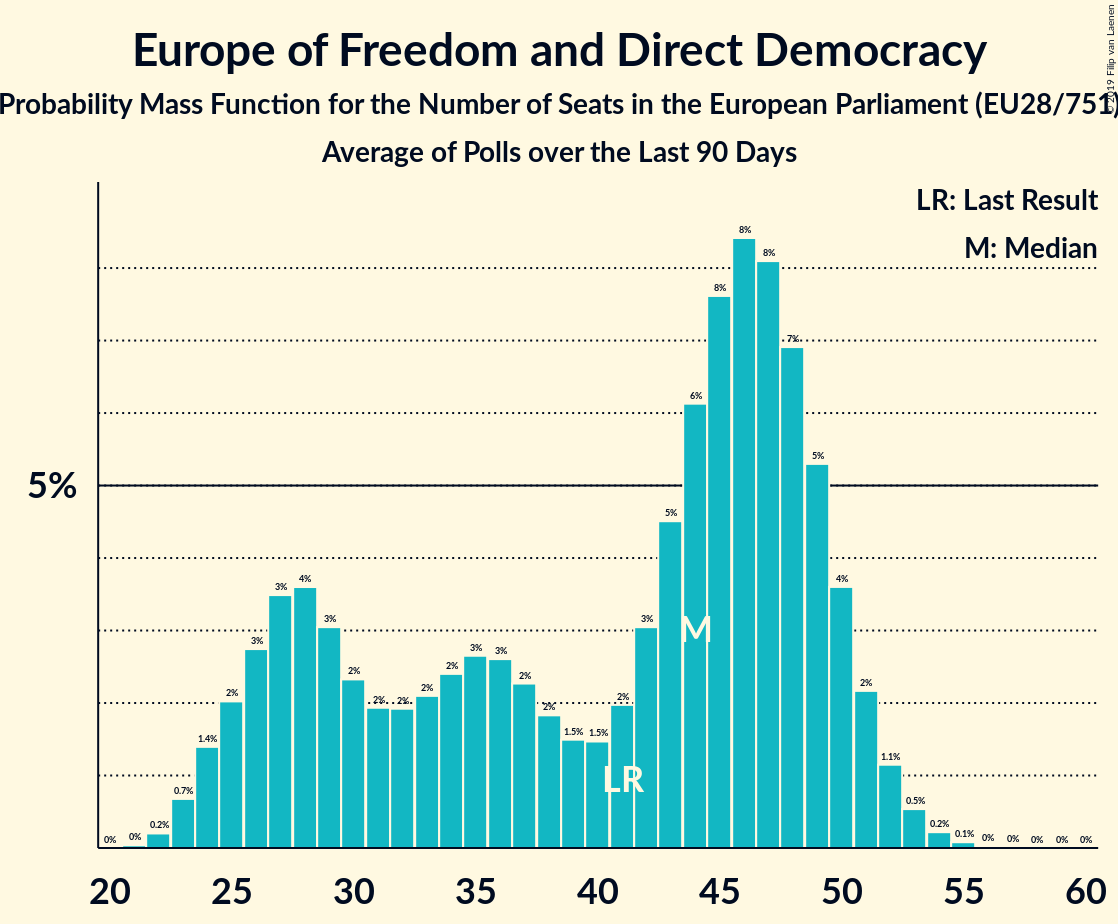 Europe of Freedom and Direct Democracy
Probability Mass Function for the Number of Seats in the European Parliament (EU28/751)
Average of Polls over the Last 90 Days
© 2019 Filip van Laenen
LR: Last Result
M: Median
5%
0% 0% 0.2% 0.7% 1.4% 2% 3% 3% 4% 3% 2% 2% 2% 2% 2% 3% 3% 2% 2% 1.5% 1.5% 2% 3% 5% 6% 8% 8% 8% 7% 5% 4% 2% 1.1% 0.5% 0.2% 0.1% 0% 0% 0% 0% 0%
M
LR
20 25 30 35 40 45 50 55 60